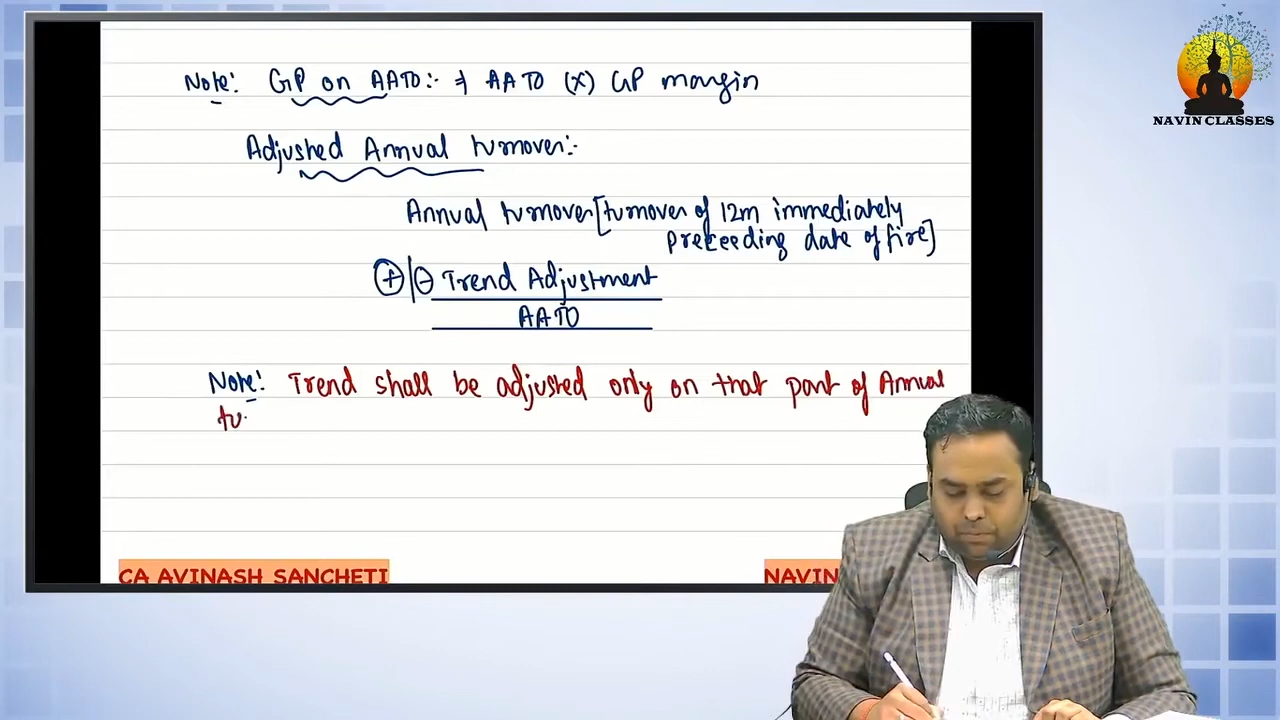 Note: GP on AATO:- ⇒ AATO (x) GP margin
NAVIN CLASSES
Adjusted Annual turnover:-
Annual turnover [turnover of 12m immediately
preceeding date of fire]
(+)/(-) Trend Adjustment
AATO
Note: Trend shall be adjusted only on that part of Annual
tu
CA AVINASH SANCHETI
NAVIN